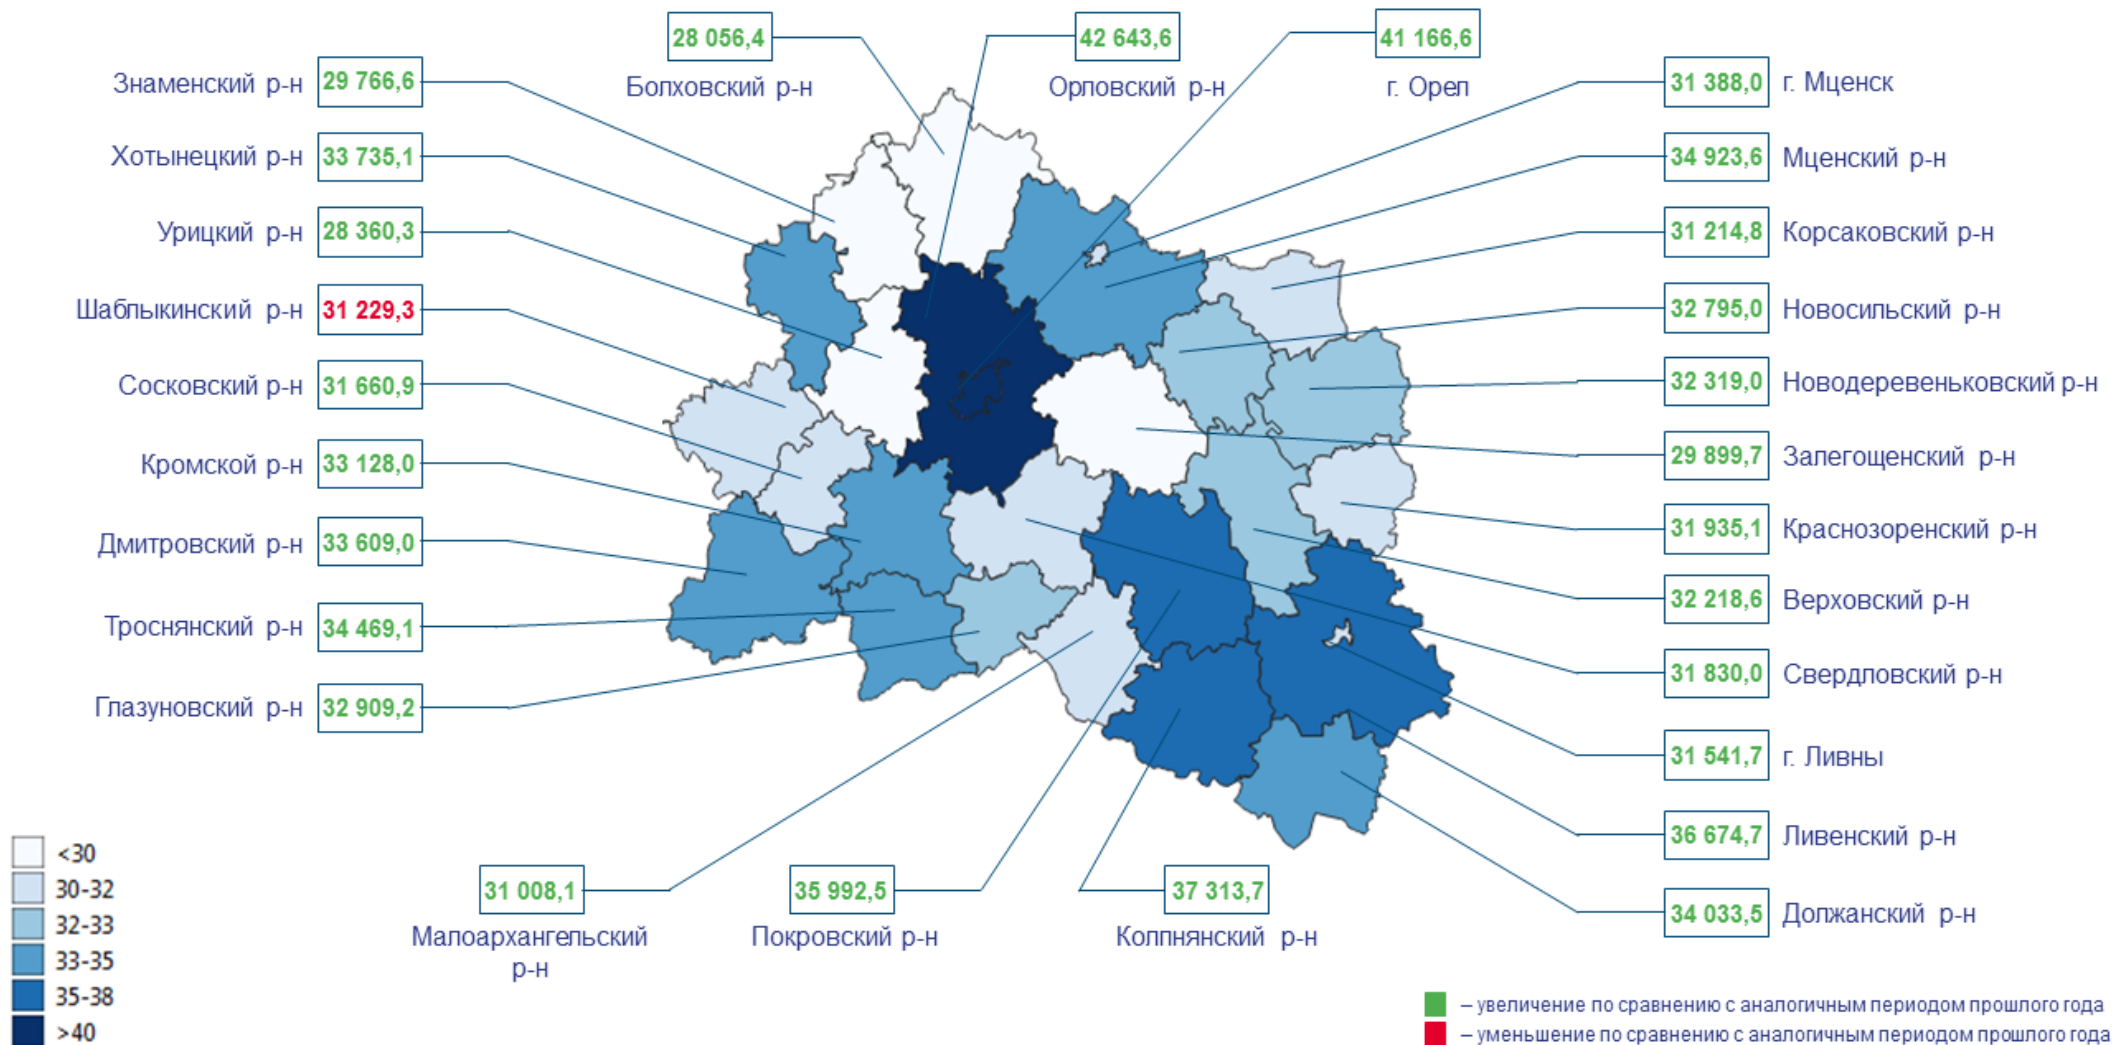 28 056,4
Болховский р-н
42 643,6
Орловский р-н
41 166,6
г. Орел
Знаменский р-н 29 766,6
Хотынецкий р-н 33 735,1
Урицкий р-н 28 360,3
Шаблыкинский р-н 31 229,3
Сосковский р-н 31 660,9
Кромской р-н 33 128,0
Дмитровский р-н 33 609,0
Троснянский р-н 34 469,1
Глазуновский р-н 32 909,2
31 388,0 г. Мценск
34 923,6 Мценский р-н
31 214,8 Корсаковский р-н
32 795,0 Новосильский р-н
32 319,0 Новодеревеньковский р-н
29 899,7 Залегощенский р-н
31 935,1 Краснозоренский р-н
32 218,6 Верховский р-н
31 830,0 Свердловский р-н
31 541,7 г. Ливны
36 674,7 Ливенский р-н
34 033,5 Должанский р-н
31 008,1
Малоархангельский
р-н
35 992,5
Покровский р-н
37 313,7
Колпнянский р-н
<30
30-32
32-33
33-35
35-38
>40
– увеличение по сравнению с аналогичным периодом прошлого года
– уменьшение по сравнению с аналогичным периодом прошлого года